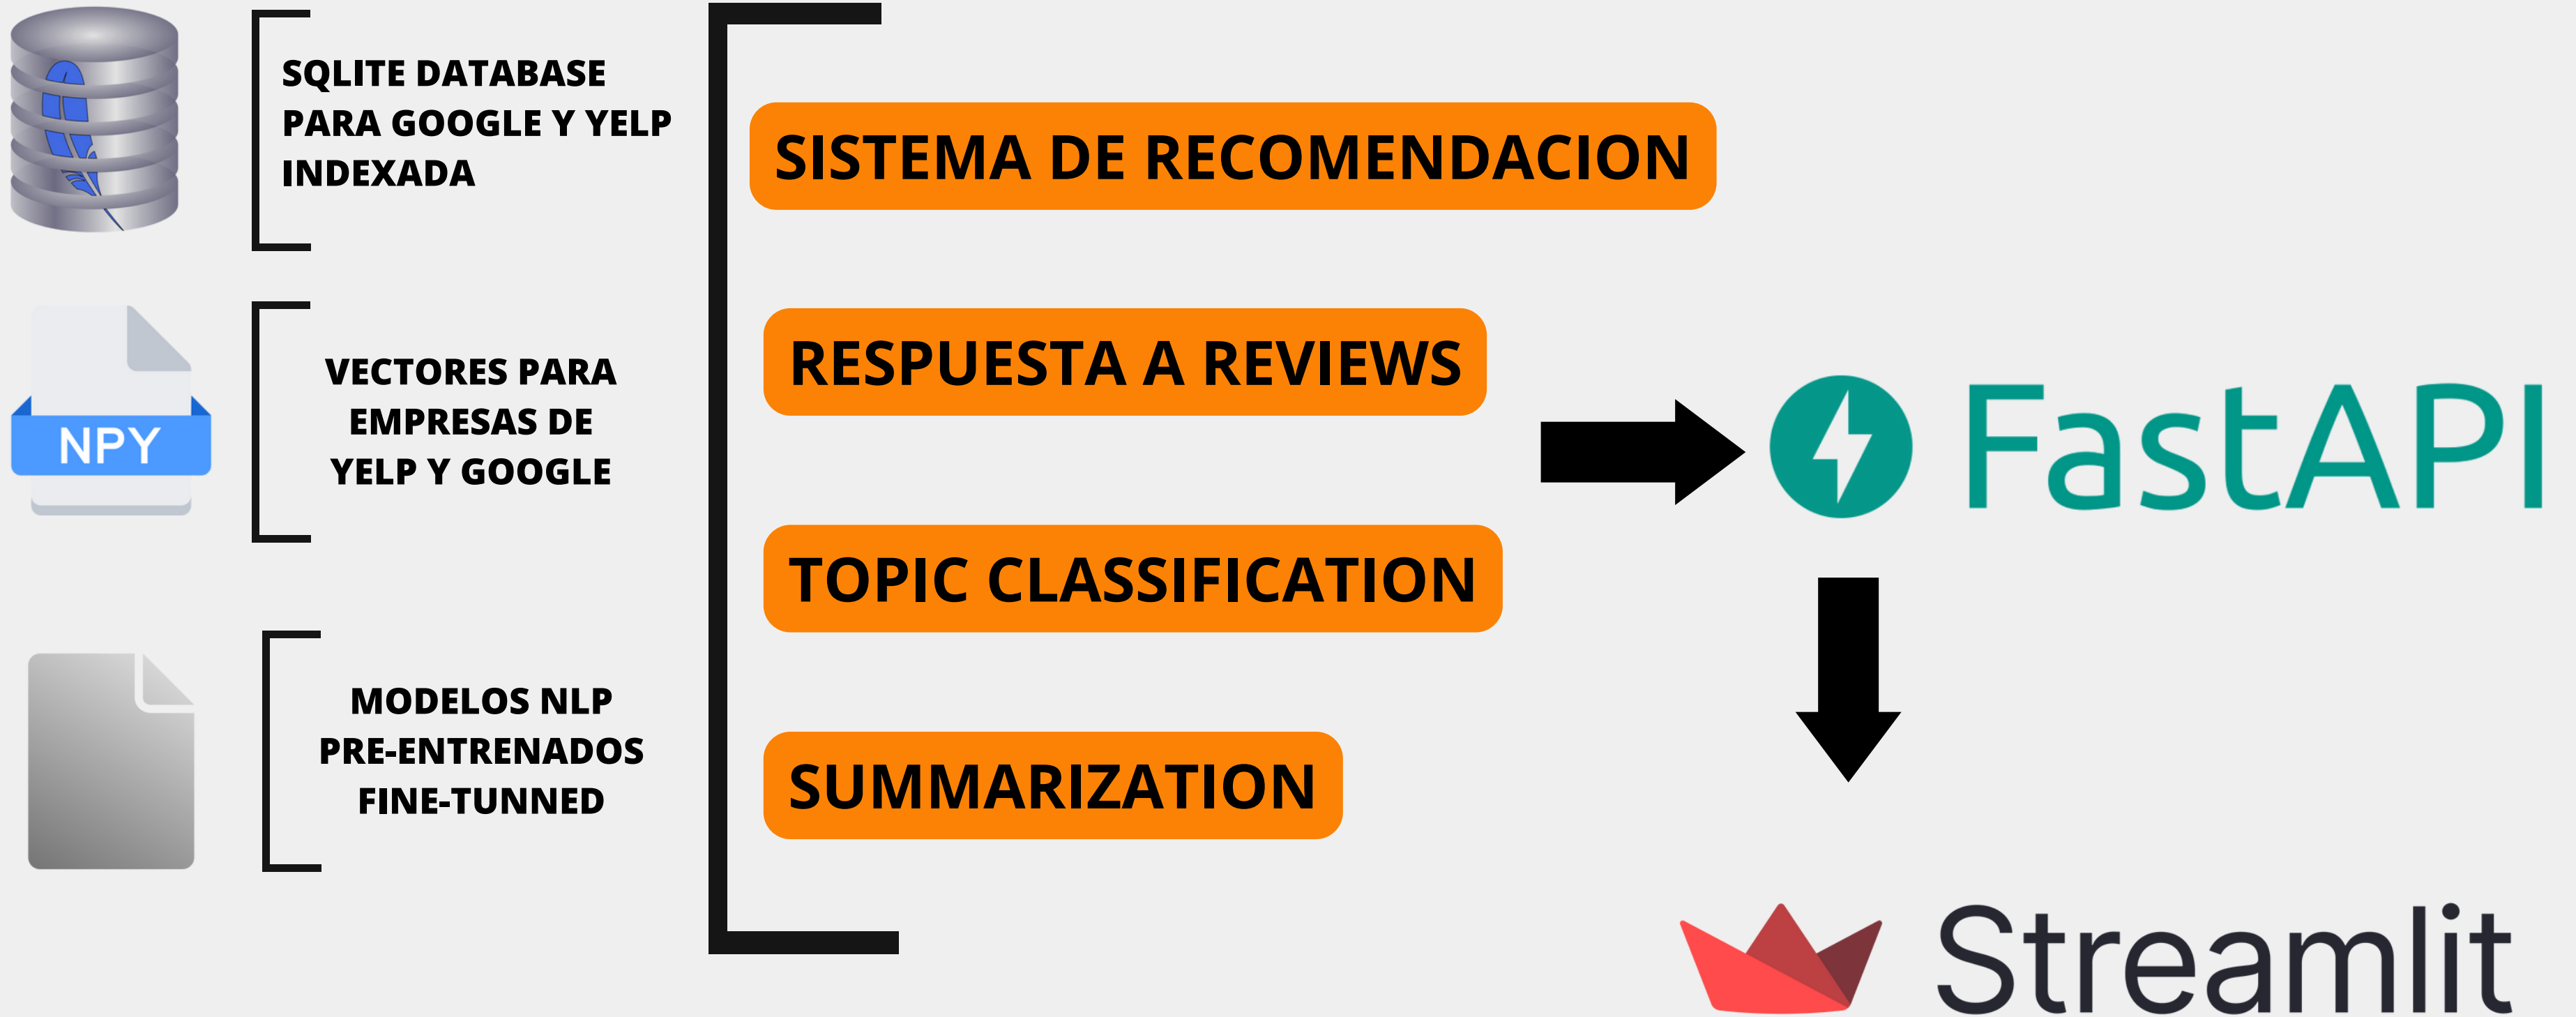 SQLITE DATABASE
PARA GOOGLE Y YELP
INDEXADA
NPY
VECTORES PARA
EMPRESAS DE
YELP Y GOOGLE
MODELOS NLP
PRE-ENTRENADOS
FINE-TUNNED
SISTEMA DE RECOMENDACION
RESPUESTA A REVIEWS
TOPIC CLASSIFICATION
SUMMARIZATION
FastAPI
Streamlit